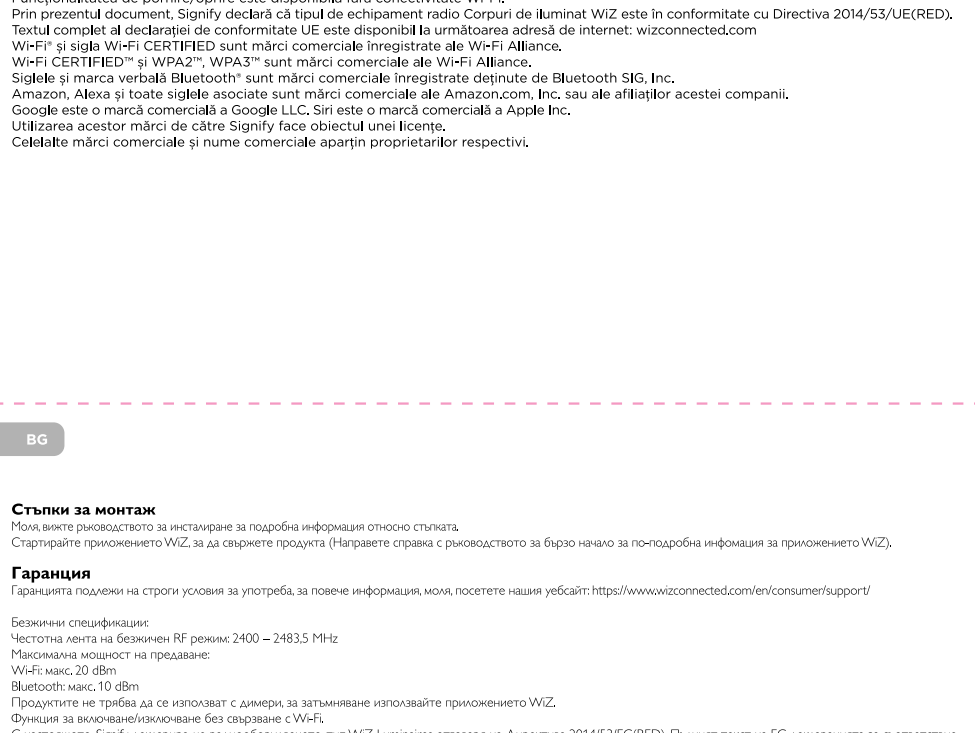 Funcționalitatea de pornire/oprire este disponibilă fără conectivitate Wi-Fi.
Prin prezentul document, Signify declară că tipul de echipament radio Corpuri de iluminat WiZ este în conformitate cu Directiva 2014/53/UE(RED).
Textul complet al declarației de conformitate UE este disponibil la următoarea adresă de internet: wizconnected.com
Wi-Fi® și sigla Wi-Fi CERTIFIED sunt mărci comerciale înregistrate ale Wi-Fi Alliance.
Wi-Fi CERTIFIED™ și WPA2™, WPA3™ sunt mărci comerciale ale Wi-Fi Alliance.
Siglele și marca verbală Bluetooth® sunt mărci comerciale înregistrate deținute de Bluetooth SIG, Inc.
Amazon, Alexa și toate siglele asociate sunt mărci comerciale ale Amazon.com, Inc. sau ale afiliaților acestei companii.
Google este o marcă comercială a Google LLC. Siri este o marcă comercială a Apple Inc.
Utilizarea acestor mărci de către Signify face obiectul unei licențe.
Celelalte mărci comerciale și nume comerciale aparțin proprietarilor respectivi.
BG
Стъпки за монтаж
Моля, вижте ръководството за инсталиране за подробна информация относно стъпката.
Стартирайте приложението WiZ, за да свържете продукта (Направете справка с ръководството за бързо начало за по-подробна инфомация за приложението WiZ).
Гаранция
Гаранцията подлежи на строги условия за употреба, за повече информация, моля, посетете нашия уебсайт: https://www.wizconnected.com/en/consumer/support/
Безжични спецификации:
Честотна лента на безжичен RF режим: 2400 – 2483,5 MHz
Максимална мощност на предаване:
Wi-Fi: макс. 20 dBm
Bluetooth: макс. 10 dBm
Продуктите не трябва да се използват с димери, за затъмняване използвайте приложението WiZ.
Функция за включване/изключване без свързване с Wi-Fi.